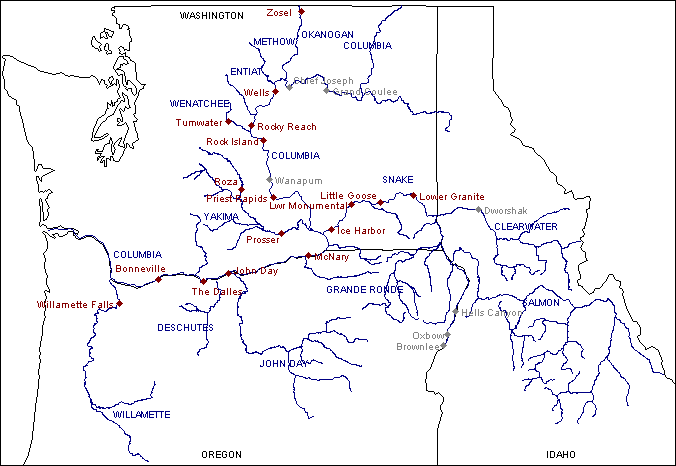 WASHINGTON
Zosel
OKANOGAN
METHOW
COLUMBIA
ENTIAT
Chief Joseph
Wells
Grand Coulee
WENATCHEE
Tumwater
Rocky Reach
Rock Island
COLUMBIA
Wanapum
SNAKE
Roza
Priest Rapids
Little Goose
Lower Granite
Lwr Monumental
Dworshak
YAKIMA
CLEARWATER
Prosser
Ice Harbor
COLUMBIA
McNary
Bonneville
John Day
The Dalles
GRANDE RONDE
Willamette Falls
SALMON
Hells Canyon
DESCHUTES
Oxbow
Brownlee
JOHN DAY
WILLAMETTE
OREGON
IDAHO